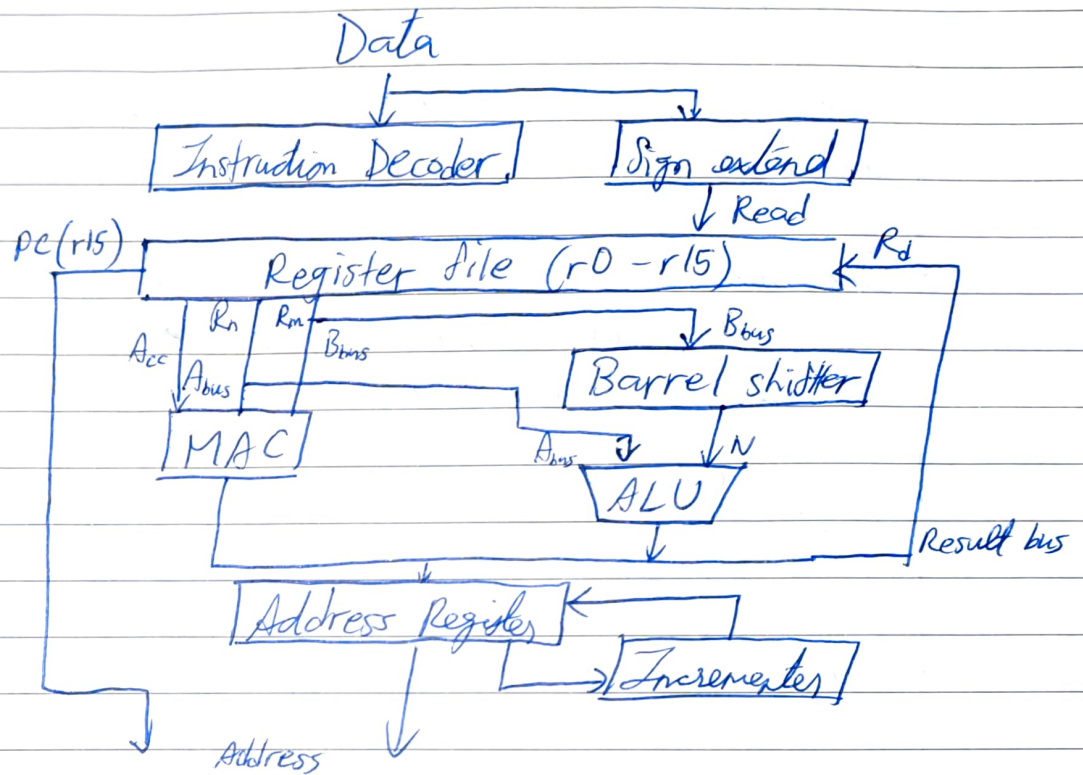 Data
Instruction Decoder
Sign extend
Read
PC(r15)
Register file (r0 - r15)
Rd
Rn
Rm
Bbus
Bbus
Acc
Abus
Barrel shifter
MAC
Abus
N
ALU
Result bus
Address Register
Incrementer
Address